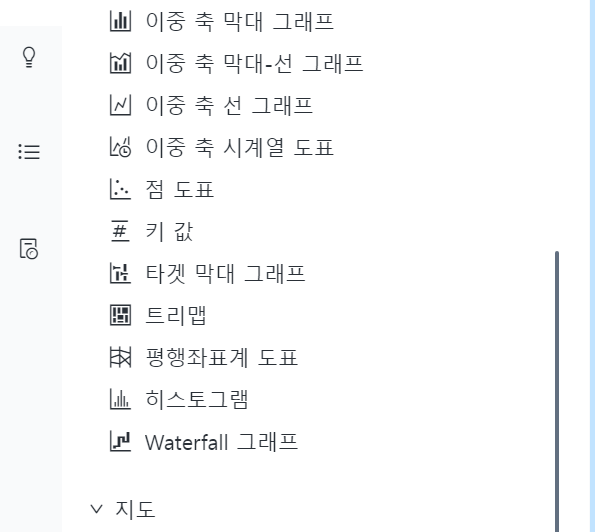 이중 축 막대 그래프
이중 축 막대-선 그래프
이중 축 선 그래프
이중 축 시계열 도표
점 도표
# 키 값
타겟 막대 그래프
트리맵
평행좌표계 도표
히스토그램
Waterfall 그래프
지도